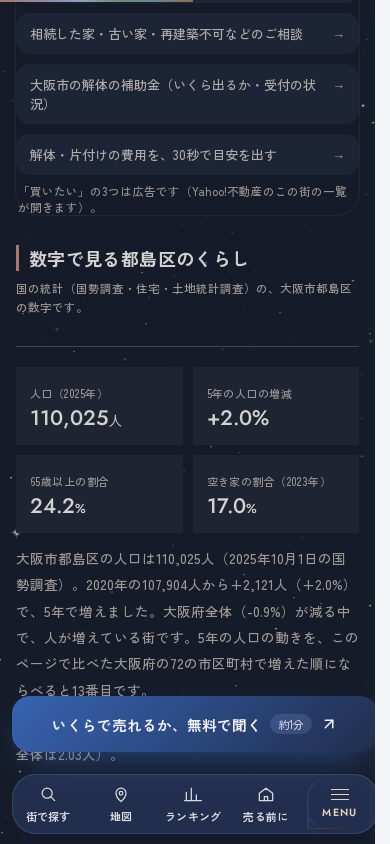 相続した家・古い家・再建築不可などのご相談 →
大阪市の解体の補助金（いくら出るか・受付の状 →
況）
解体・片付けの費用を、30秒で目安を出す →
「買いたい」の3つは広告です（Yahoo!不動産のこの街の一覧
が開きます）。
数字で見る都島区のくらし
国の統計（国勢調査・住宅・土地統計調査）の、大阪市都島区
の数字です。
人口（2025年）
110,025人
5年の人口の増減
+2.0%
65歳以上の割合
24.2%
空き家の割合（2023年）
17.0%
大阪市都島区の人口は110,025人（2025年10月1日の国
勢調査）。2020年の107,904人から+2,121人（+2.0%）
で、5年で増えました。大阪府全体（-0.9%）が減る中
で、人が増えている街です。5年の人口の動きを、この
ページで比べた大阪府の72の市区町村で増えた順にな
らべると13番目です。
いくらで売れるか、無料で聞く 約1分
全体は2.03人）。
街で探す
地図
ランキング
売る前に
MENU